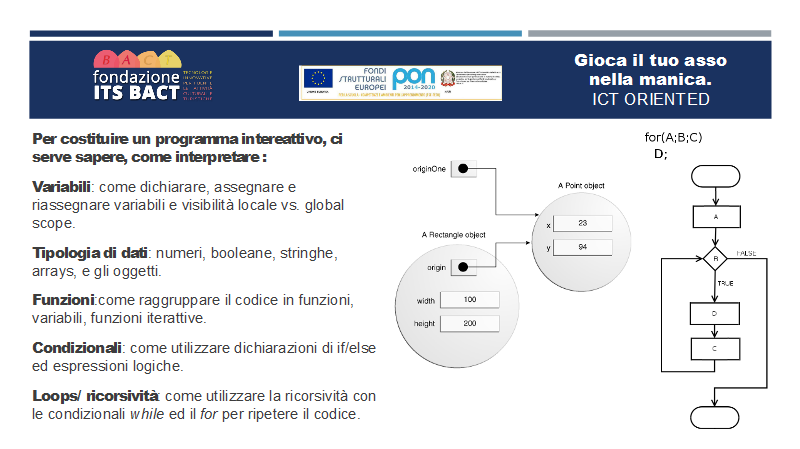 BACT
fondazione
ITS BACT
TECNOLOGIE
INNOVATIVE
FONDI
STRUTTURALI
EUROPEI
pon
2014-2020
Gioca il tuo asso
nella manica.
ICT ORIENTED
Per costituire un programma intereattivo, ci
serve sapere, come interpretare :
Variabili: come dichiarare, assegnare e
riassegnare variabili e visibilità locale vs. global
scope.
Tipologia di dati: numeri, booleane, stringhe,
arrays, e gli oggetti.
Funzioni:come raggruppare il codice in funzioni,
variabili, funzioni iterattive.
Condizionali: come utilizzare dichiarazioni di if/else
ed espressioni logiche.
Loops/ ricorsività: come utilizzare la ricorsività con
le condizionali while ed il for per ripetere il codice.
originOne
A Point object
x 23
y 94
A Rectangle object
origin
width 100
height 200
for(A;B;C)
D;
A
B
FALSE
TRUE
D
C